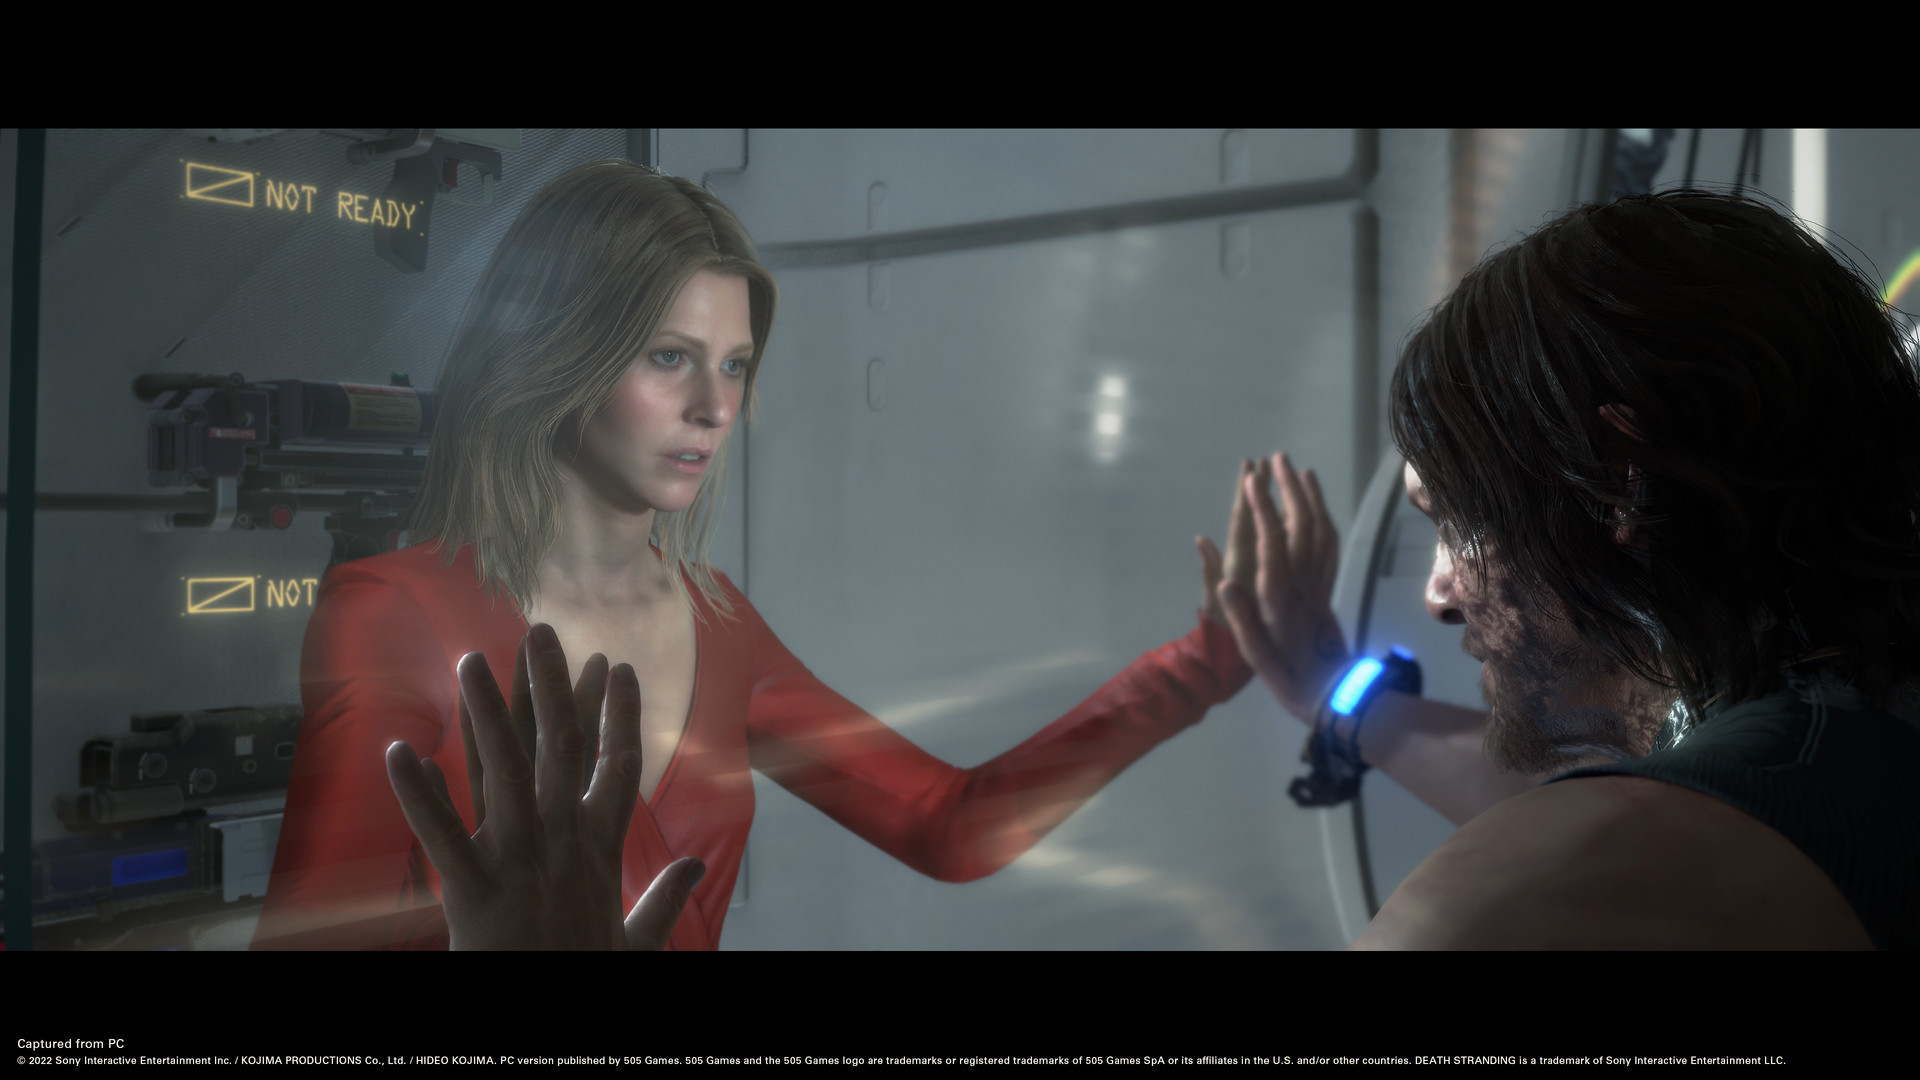 NOT READY
NOT
Captured from PC
© 2022 Sony Interactive Entertainment Inc. / KOJIMA PRODUCTIONS Co., Ltd. / HIDEO KOJIMA. PC version published by 505 Games. 505 Games and the 505 Games logo are trademarks or registered trademarks of 505 Games SpA or its affiliates in the U.S. and/or other countries. DEATH STRANDING is a trademark of Sony Interactive Entertainment LLC.